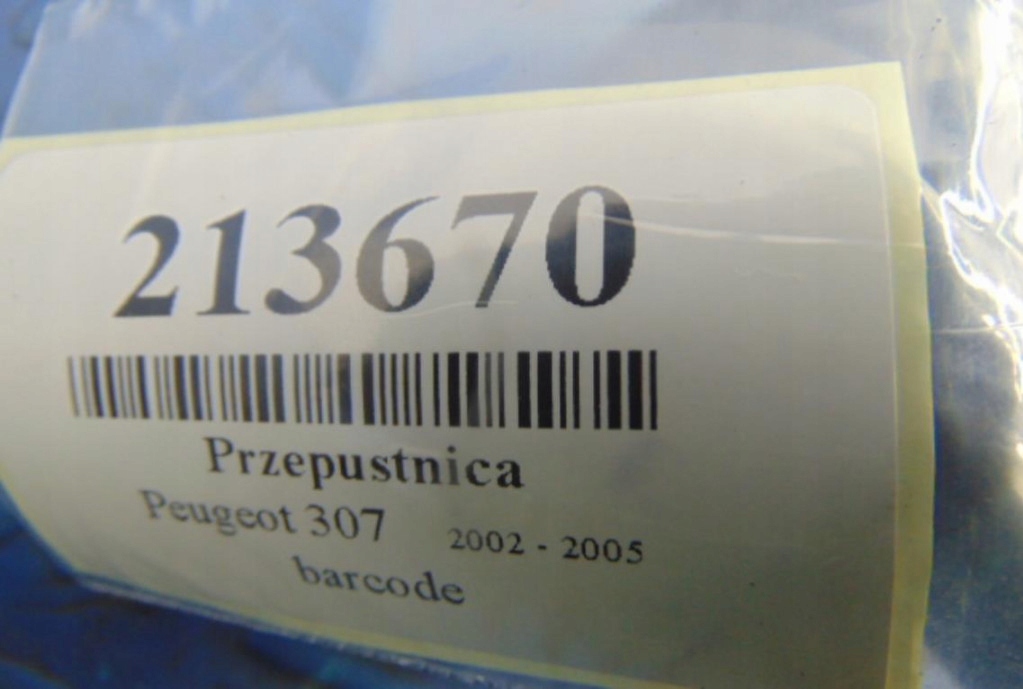 213670
Przepustnica
Peugeot 307 2002 - 2005
barcode